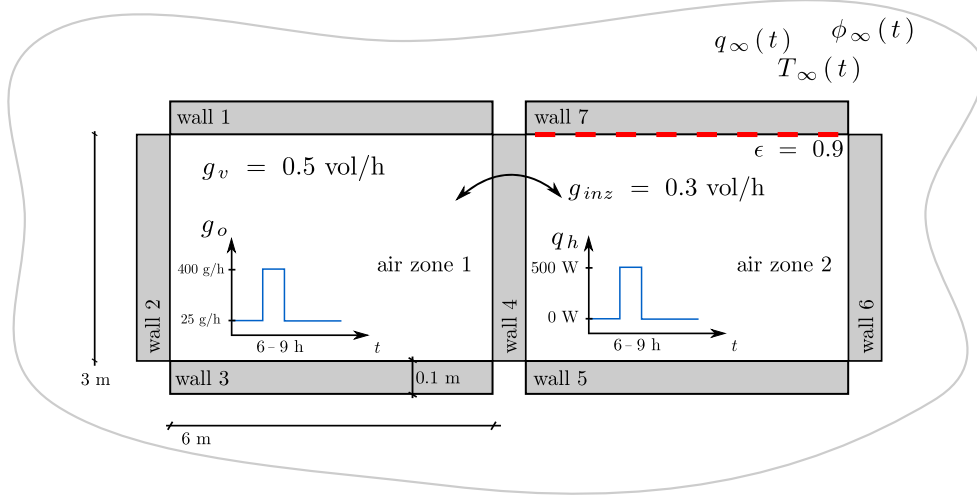 q∞(t) ϕ∞(t)
T∞(t)
wall 1
wall 7
g_v = 0.5 vol/h
ϵ = 0.9
g_inz = 0.3 vol/h
g_o
400 g/h
25 g/h
6 – 9 h
t
air zone 1
q_h
500 W
0 W
6 – 9 h
t
air zone 2
wall 2
wall 4
wall 6
3 m
wall 3
0.1 m
wall 5
6 m